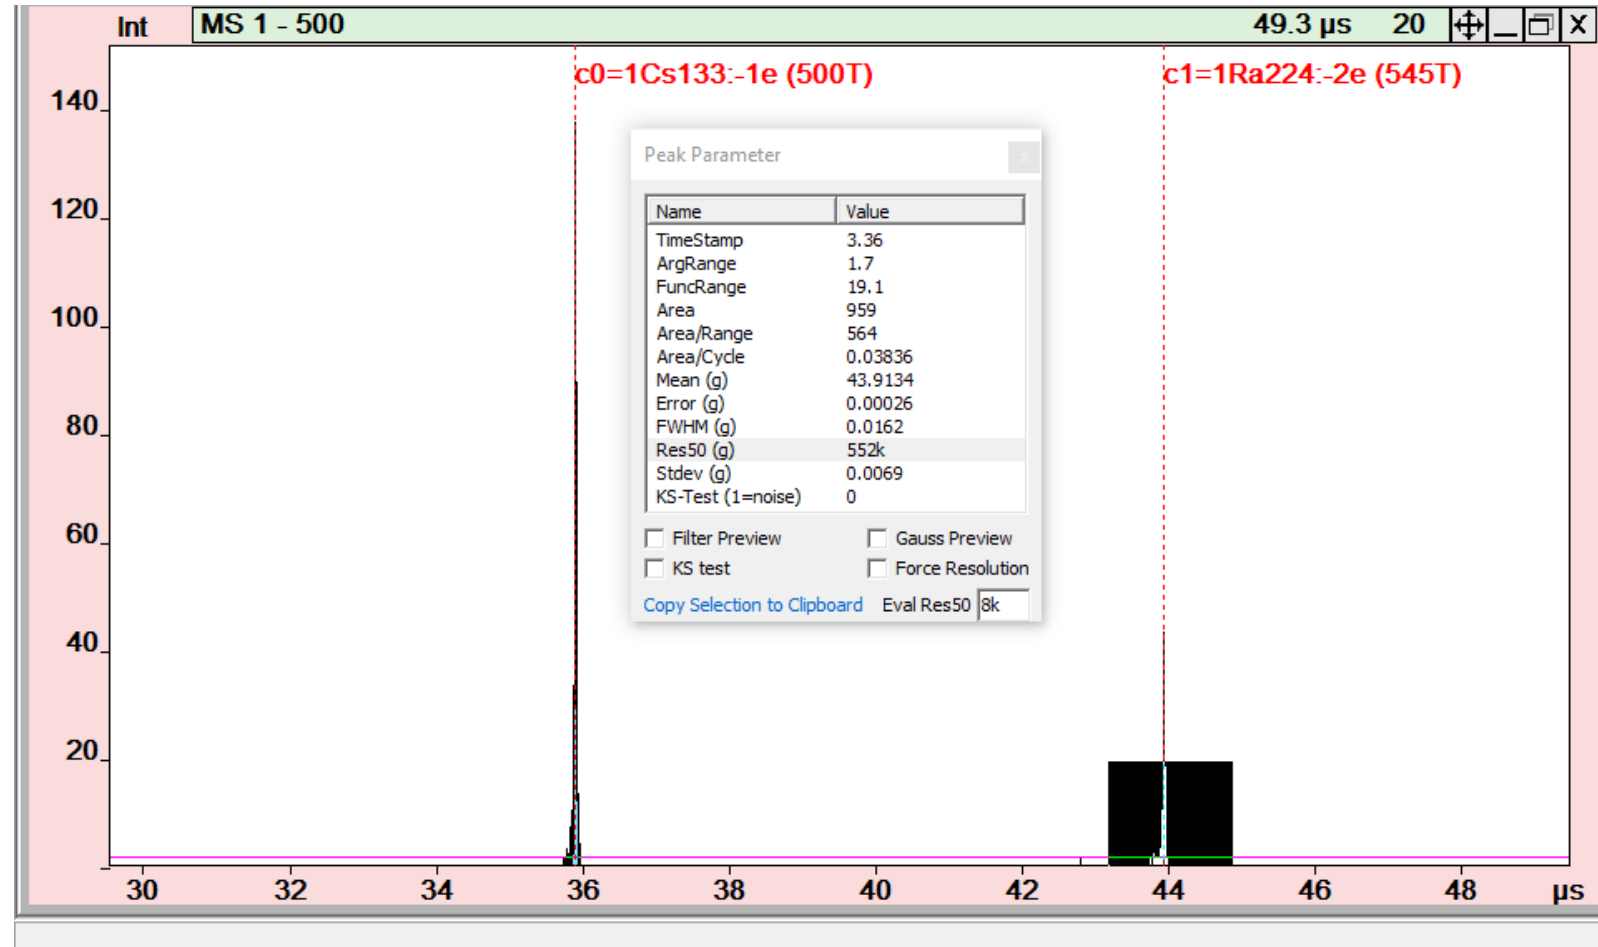 Int MS 1 - 500 49.3 µs 20
c0=1Cs133:-1e (500T) c1=1Ra224:-2e (545T)
140
120
100
80
60
40
20
Peak Parameter
Name Value
TimeStamp 3.36
ArgRange 1.7
FuncRange 19.1
Area 959
Area/Range 564
Area/Cycle 0.03836
Mean (g) 43.9134
Error (g) 0.00026
FWHM (g) 0.0162
Res50 (g) 552k
Stdev (g) 0.0069
KS-Test (1=noise) 0
Filter Preview Gauss Preview
KS test Force Resolution
Copy Selection to Clipboard Eval Res50 8k
30 32 34 36 38 40 42 44 46 48 µs